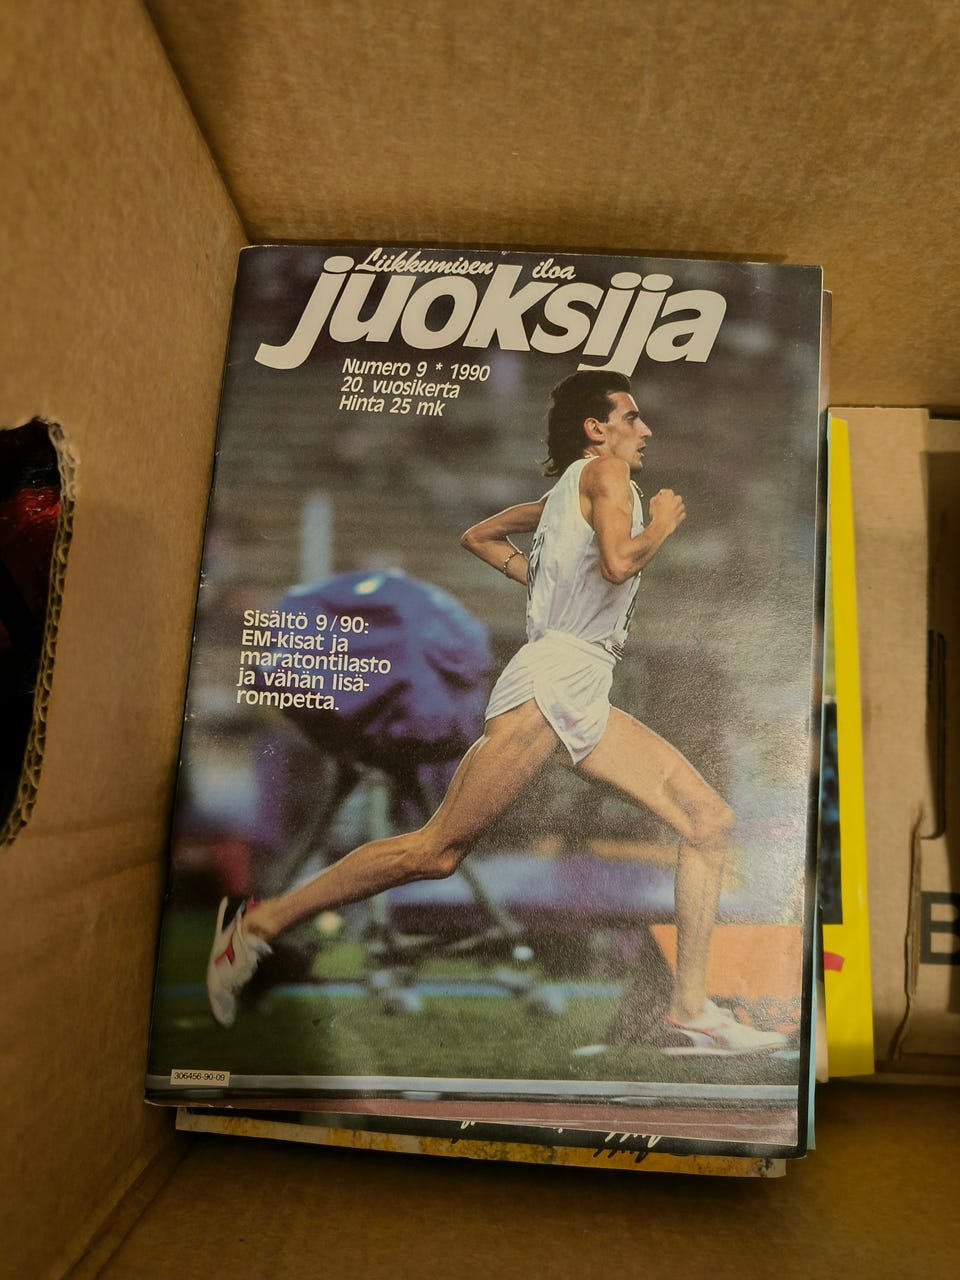 Liikkumisen iloa
juoksija
Numero 9 * 1990
20. vuosikerta
Hinta 25 mk
Sisältö 9/90:
EM-kisat ja
maratontilasto
ja vähän lisä-
rompetta.
306456-90-09
B